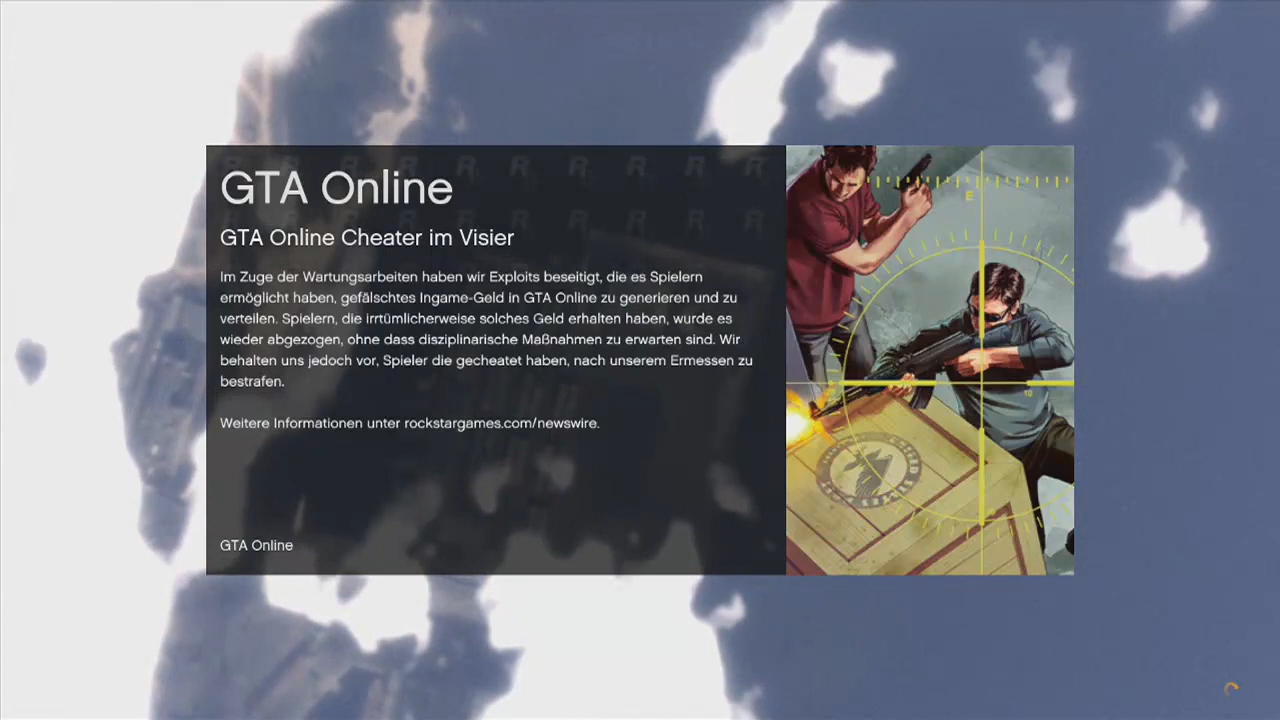 GTA Online
GTA Online Cheater im Visier
Im Zuge der Wartungsarbeiten haben wir Exploits beseitigt, die es Spielern
ermöglicht haben, gefälschtes Ingame-Geld in GTA Online zu generieren und zu
verteilen. Spielern, die irrtümlicherweise solches Geld erhalten haben, wurde es
wieder abgezogen, ohne dass disziplinarische Maßnahmen zu erwarten sind. Wir
behalten uns jedoch vor, Spieler die gecheatet haben, nach unserem Ermessen zu
bestrafen.
Weitere Informationen unter rockstargames.com/newswire.
GTA Online
E
10